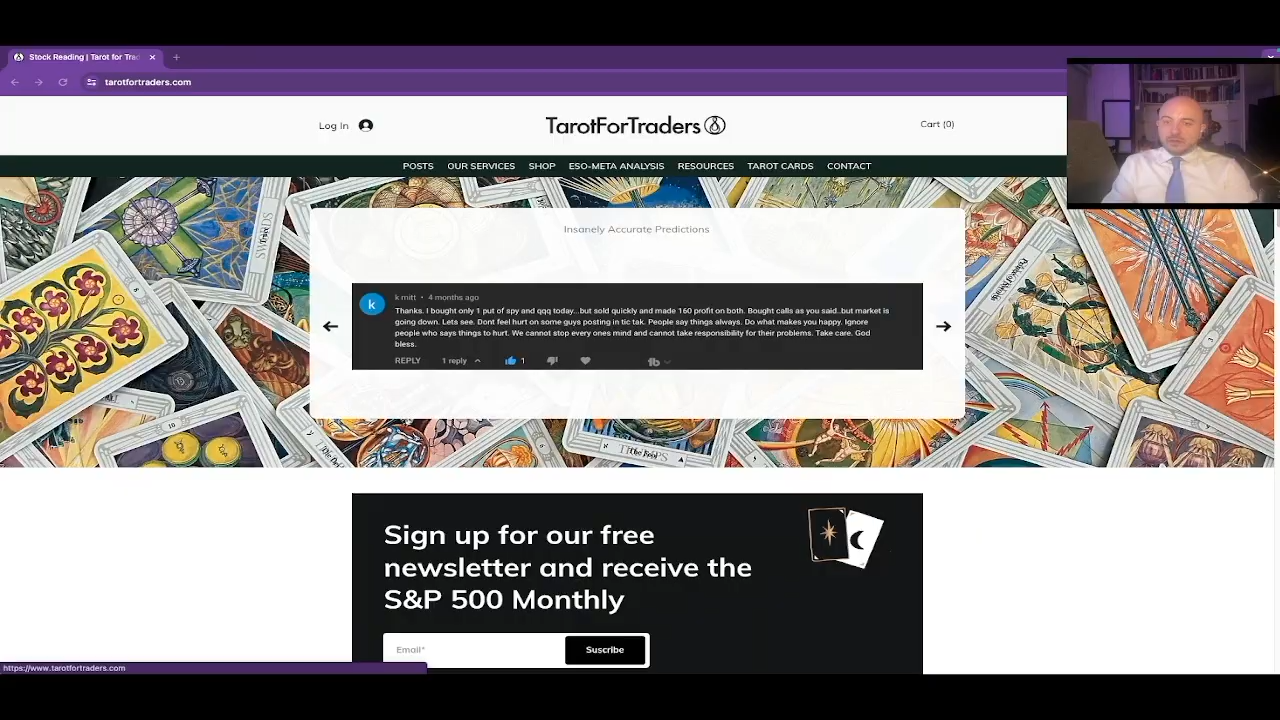 Stock Reading | Tarot for Tra
tarotfortraders.com
Log In
TarotForTraders
Cart (0)
POSTS OUR SERVICES SHOP ESO-META ANALYSIS RESOURCES TAROT CARDS CONTACT
Insanely Accurate Predictions
k
k mitt • 4 months ago
Thanks. I bought only 1 put of spy and qqq today...but sold quickly and made 160 profit on both. Bought calls as you said..but market is
going down. Lets see. Dont feel hurt on some guys posting in tic tak. People say things always. Do what makes you happy. Ignore
people who says things to hurt. We cannot stop every ones mind and cannot take responsibility for their problems. Take care. God
bless.
REPLY 1 reply 1
The Fool
Sign up for our free
newsletter and receive the
S&P 500 Monthly
Email*
Suscribe
https://www.tarotfortraders.com